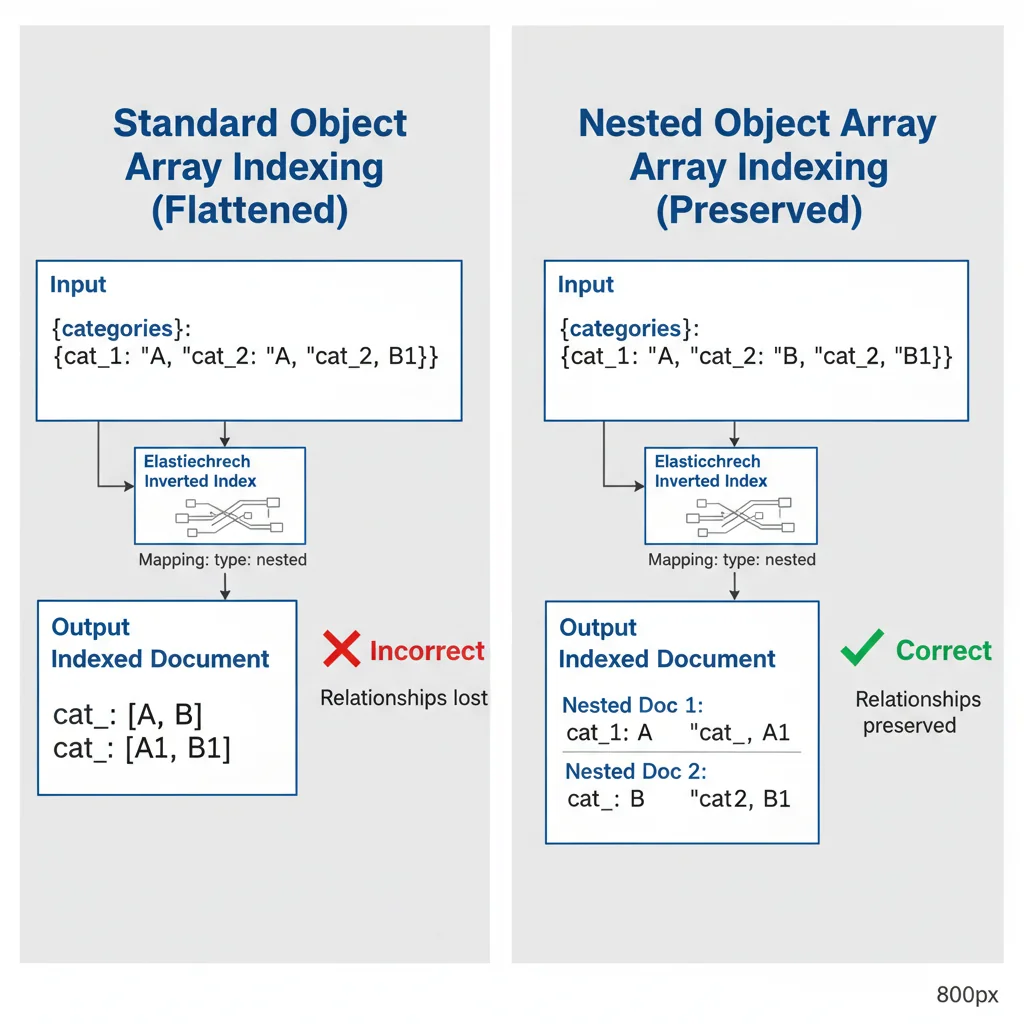 Standard Object
Array Indexing
(Flattened)
Input
{categories}:
{cat_1: "A, "cat_2: "A, "cat_2, B1}}
Elastiechrech
Inverted Index
Mapping: type: nested
Output
Indexed Document
cat_: [A, B]
cat_: [A1, B1]
Incorrect
Relationships lost
Nested Object Array
Array Indexing
(Preserved)
Input
{categories}:
{cat_1: "A, "cat_2: "B, "cat_2, "B1}}
Elasticchrech
Inverted Index
Mapping: type: nested
Output
Indexed Document
Nested Doc 1:
cat_1: A "cat_, A1
Nested Doc 2:
cat_: B "cat2, B1
Correct
Relationships
preserved
800px